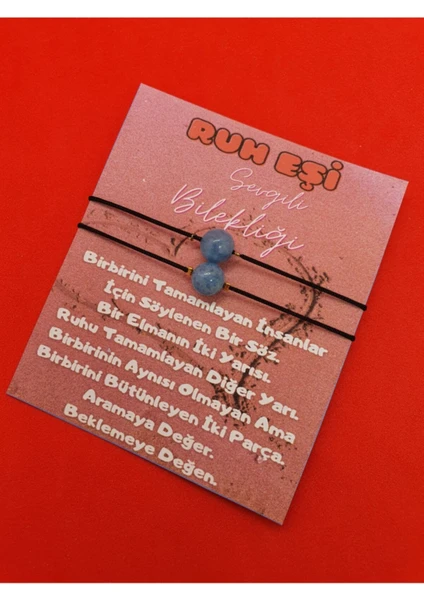 RUH EŞİ
Sevgili
Bilekliği
Birbirini Tamamlayan İnsanlar
İçin Söylenen Bir Söz.
Bir Elmanın İki Yarısı.
Ruhu Tamamlayan Diğer Yarı.
Birbirinin Aynısı Olmayan Ama
Birbirini Bütünleyen İki Parça.
Aramaya Değer.
Beklemeye Değen.